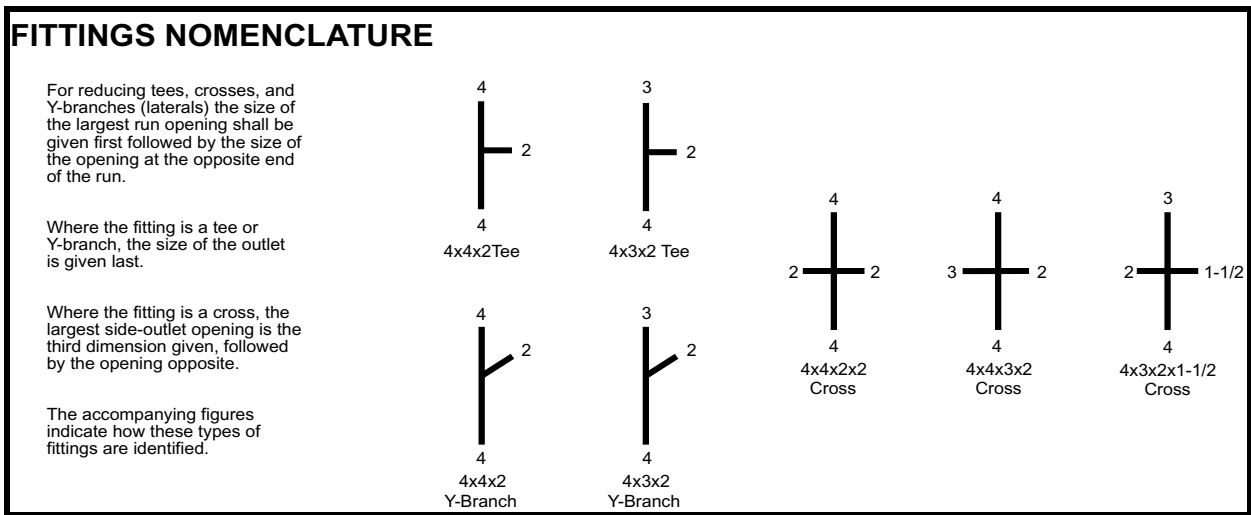 FITTINGS NOMENCLATURE
For reducing tees, crosses, and
Y-branches (laterals) the size of
the largest run opening shall be
given first followed by the size of
the opening at the opposite end
of the run.
Where the fitting is a tee or
Y-branch, the size of the outlet
is given last.
Where the fitting is a cross, the
largest side-outlet opening is the
third dimension given, followed
by the opening opposite.
The accompanying figures
indicate how these types of
fittings are identified.
4
2
4
4x4x2Tee
3
2
4
4x3x2 Tee
4
2
4
4x4x2
Y-Branch
3
2
4
4x3x2
Y-Branch
4
2 2
4
4x4x2x2
Cross
4
3 2
4
4x4x3x2
Cross
3
2 1-1/2
4
4x3x2x1-1/2
Cross